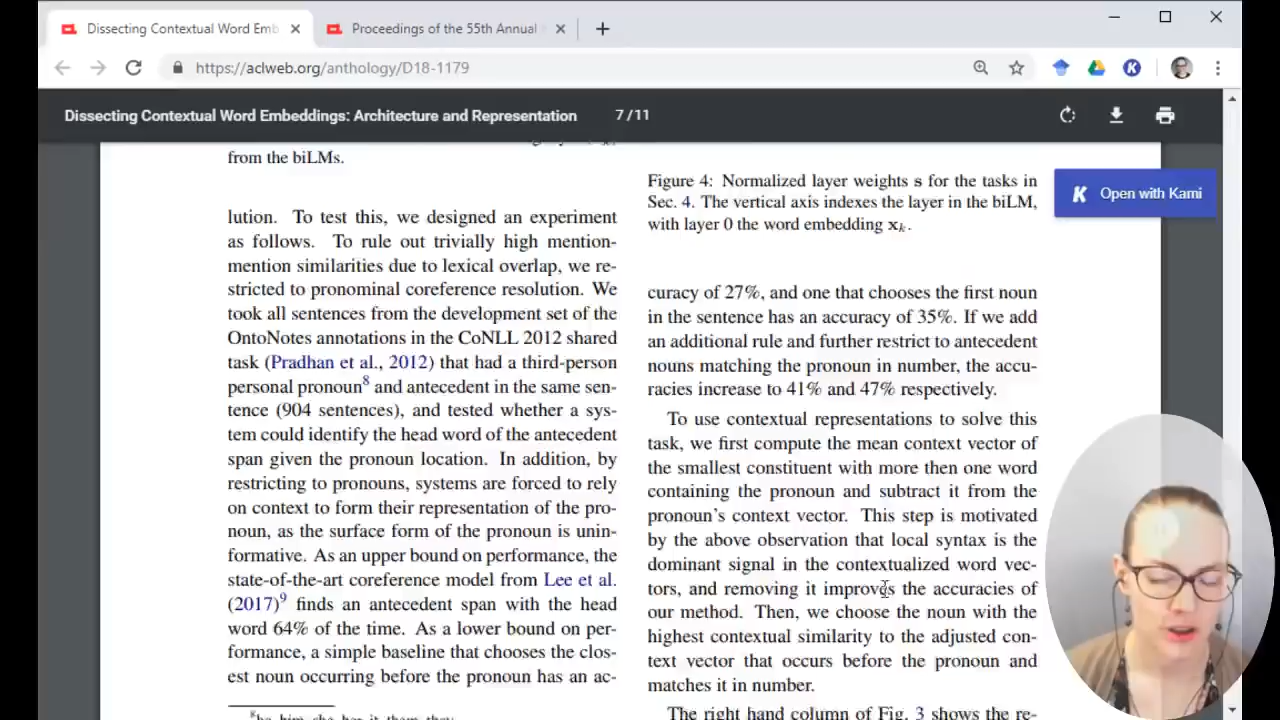 Dissecting Contextual Word Emb
Proceedings of the 55th Annual
https://aclweb.org/anthology/D18-1179
Dissecting Contextual Word Embeddings: Architecture and Representation
7 / 11
Open with Kami
from the biLMs.
lution. To test this, we designed an experiment
as follows. To rule out trivially high mention-
mention similarities due to lexical overlap, we re-
stricted to pronominal coreference resolution. We
took all sentences from the development set of the
OntoNotes annotations in the CoNLL 2012 shared
task (Pradhan et al., 2012) that had a third-person
personal pronoun8 and antecedent in the same sen-
tence (904 sentences), and tested whether a sys-
tem could identify the head word of the antecedent
span given the pronoun location. In addition, by
restricting to pronouns, systems are forced to rely
on context to form their representation of the pro-
noun, as the surface form of the pronoun is unin-
formative. As an upper bound on performance, the
state-of-the-art coreference model from Lee et al.
(2017)9 finds an antecedent span with the head
word 64% of the time. As a lower bound on per-
formance, a simple baseline that chooses the clos-
est noun occurring before the pronoun has an ac-
8he, him, she, her, it, them, they
Figure 4: Normalized layer weights s for the tasks in
Sec. 4. The vertical axis indexes the layer in the biLM,
with layer 0 the word embedding xk.
curacy of 27%, and one that chooses the first noun
in the sentence has an accuracy of 35%. If we add
an additional rule and further restrict to antecedent
nouns matching the pronoun in number, the accu-
racies increase to 41% and 47% respectively.
To use contextual representations to solve this
task, we first compute the mean context vector of
the smallest constituent with more then one word
containing the pronoun and subtract it from the
pronoun's context vector. This step is motivated
by the above observation that local syntax is the
dominant signal in the contextualized word vec-
tors, and removing it improves the accuracies of
our method. Then, we choose the noun with the
highest contextual similarity to the adjusted con-
text vector that occurs before the pronoun and
matches it in number.
The right hand column of Fig. 3 shows the re-